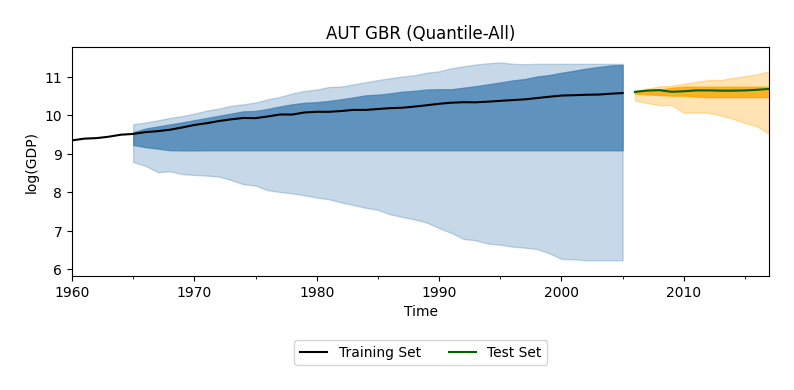 AUT GBR (Quantile-All)
log(GDP)
11
10
9
8
7
6
1960 1970 1980 1990 2000 2010
Time
Training Set Test Set